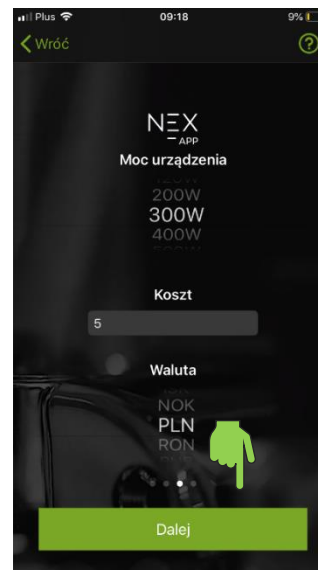 Plus 09:18 9%
Wróć
NEX
APP
Moc urządzenia
200W
300W
400W
Koszt
5
Waluta
NOK
PLN
RON
Dalej